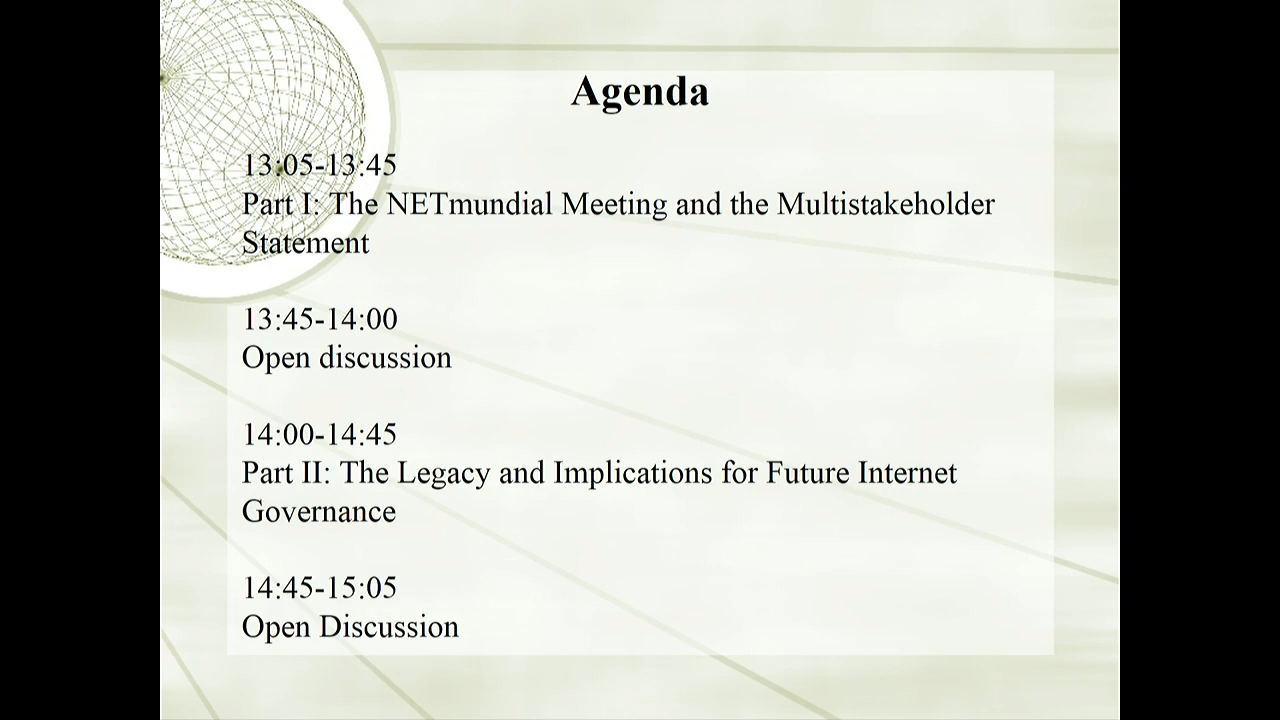 Agenda
13:05-13:45
Part I: The NETmundial Meeting and the Multistakeholder
Statement
13:45-14:00
Open discussion
14:00-14:45
Part II: The Legacy and Implications for Future Internet
Governance
14:45-15:05
Open Discussion